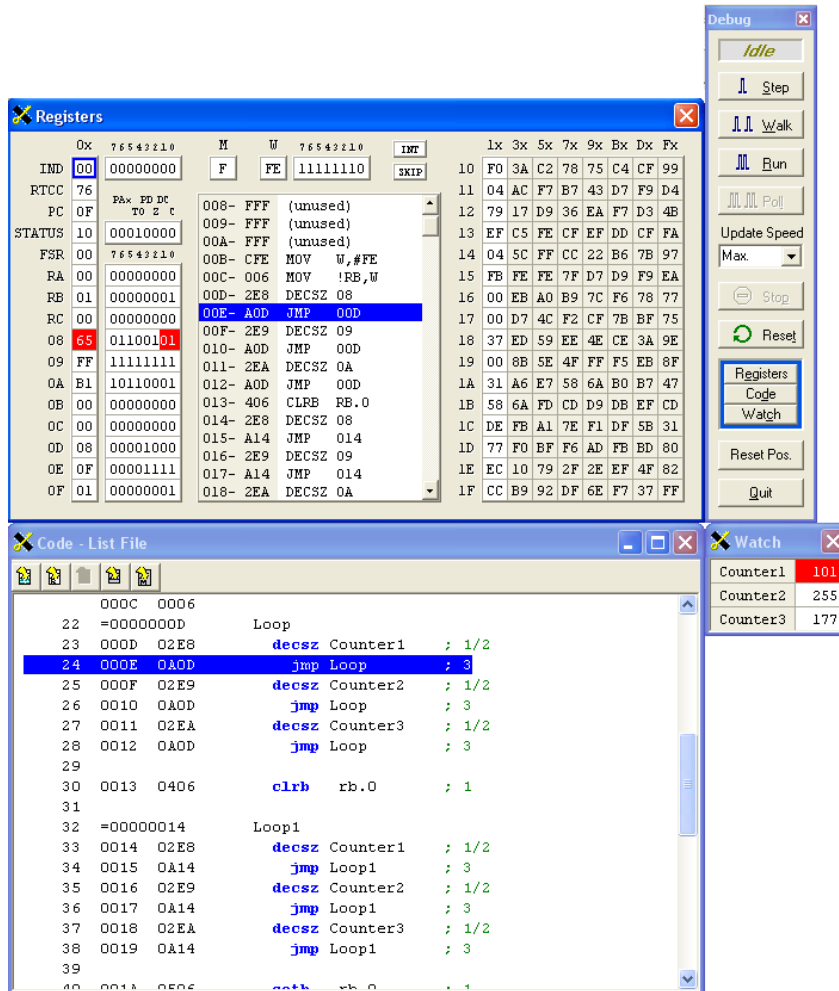 Debug
Idle
Step
Walk
Run
Poll
Update Speed
Max.
Stop
Reset
Registers
Code
Watch
Reset Pos.
Quit
Registers
0x 76543210 M W 76543210 INT
IND 00 00000000 F FE 11111110 SKIP
RTCC 76
PC 0F PAx PD DC
TO Z C
STATUS 10 00010000
FSR 00 76543210
RA 00 00000000
RB 01 00000001
RC 00 00000000
08 65 01100101
09 FF 11111111
0A B1 10110001
0B 00 00000000
0C 00 00000000
0D 08 00001000
0E 0F 00001111
0F 01 00000001
008- FFF (unused)
009- FFF (unused)
00A- FFF (unused)
00B- CFE MOV W,#FE
00C- 006 MOV !RB,W
00D- 2E8 DECSZ 08
00E- A0D JMP 00D
00F- 2E9 DECSZ 09
010- A0D JMP 00D
011- 2EA DECSZ 0A
012- A0D JMP 00D
013- 406 CLRB RB.0
014- 2E8 DECSZ 08
015- A14 JMP 014
016- 2E9 DECSZ 09
017- A14 JMP 014
018- 2EA DECSZ 0A
1x 3x 5x 7x 9x Bx Dx Fx
10 F0 3A C2 78 75 C4 CF 99
11 04 AC F7 B7 43 D7 F9 D4
12 79 17 D9 36 EA F7 D3 4B
13 EF C5 FE CF EF DD CF FA
14 04 5C FF CC 22 B6 7B 97
15 FB FE FE 7F D7 D9 F9 EA
16 00 EB A0 B9 7C F6 78 77
17 00 D7 4C F2 CF 7B BF 75
18 37 ED 59 EE 4E CE 3A 9E
19 00 8B 5E 4F FF F5 EB 8F
1A 31 A6 E7 58 6A B0 B7 47
1B 58 6A FD CD D9 DB EF CD
1C DE FB A1 7E F1 DF 5B 31
1D 77 F0 BF F6 AD FB BD 80
1E EC 10 79 2F 2E EF 4F 82
1F CC B9 92 DF 6E F7 37 FF
Code - List File
000C 0006
22 =0000000D Loop
23 000D 02E8 decsz Counter1 ; 1/2
24 000E 0A0D jmp Loop ; 3
25 000F 02E9 decsz Counter2 ; 1/2
26 0010 0A0D jmp Loop ; 3
27 0011 02EA decsz Counter3 ; 1/2
28 0012 0A0D jmp Loop ; 3
29
30 0013 0406 clrb rb.0 ; 1
31
32 =00000014 Loop1
33 0014 02E8 decsz Counter1 ; 1/2
34 0015 0A14 jmp Loop1 ; 3
35 0016 02E9 decsz Counter2 ; 1/2
36 0017 0A14 jmp Loop1 ; 3
37 0018 02EA decsz Counter3 ; 1/2
38 0019 0A14 jmp Loop1 ; 3
39
40 001A 0506 setb rb.0 ; 1
Watch
Counter1 101
Counter2 255
Counter3 177